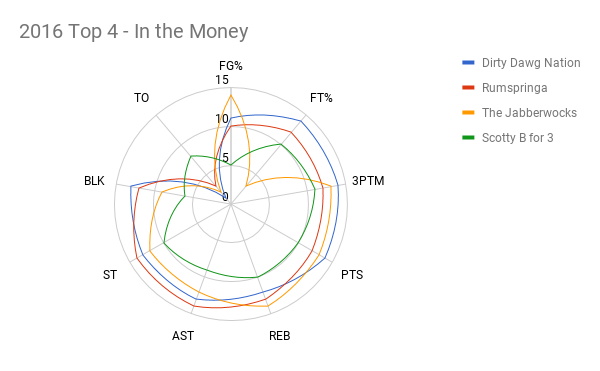 2016 Top 4 - In the Money
Dirty Dawg Nation
Rumspringa
The Jabberwocks
Scotty B for 3
FG%
15
TO
FT%
10
5
BLK
3PTM
0
ST
PTS
AST
REB